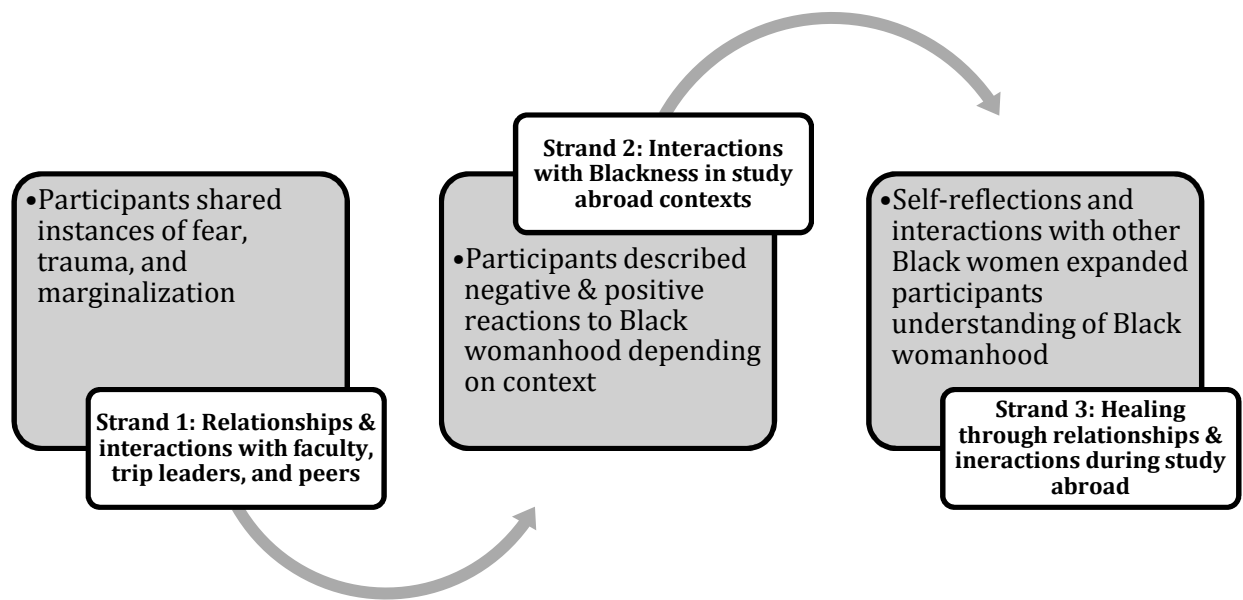 •Participants shared
instances of fear,
trauma, and
marginalization
Strand 1: Relationships &
interactions with faculty,
trip leaders, and peers
Strand 2: Interactions
with Blackness in study
abroad contexts
•Participants described
negative & positive
reactions to Black
womanhood depending
on context
•Self-reflections and
interactions with other
Black women expanded
participants
understanding of Black
womanhood
Strand 3: Healing
through relationships &
ineractions during study
abroad